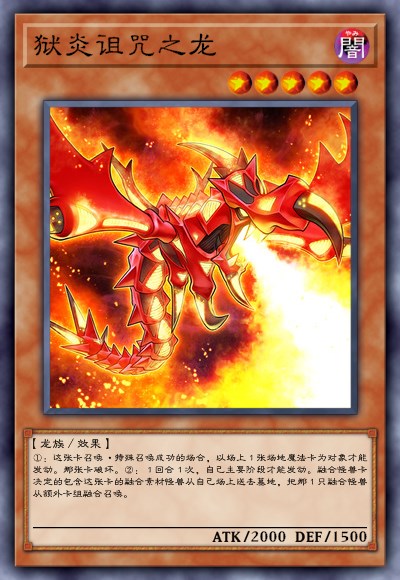 狱炎诅咒之龙
やみ
闇
【龙族/效果】
①：这张卡召唤·特殊召唤成功的场合，以场上1张场地魔法卡为对象才能
发动。那张卡破坏。②：1回合1次，自己主要阶段才能发动。融合怪兽卡
决定的包含这张卡的融合素材怪兽从自己场上送去墓地，把那1只融合怪兽
从额外卡组融合召唤。
ATK/2000 DEF/1500